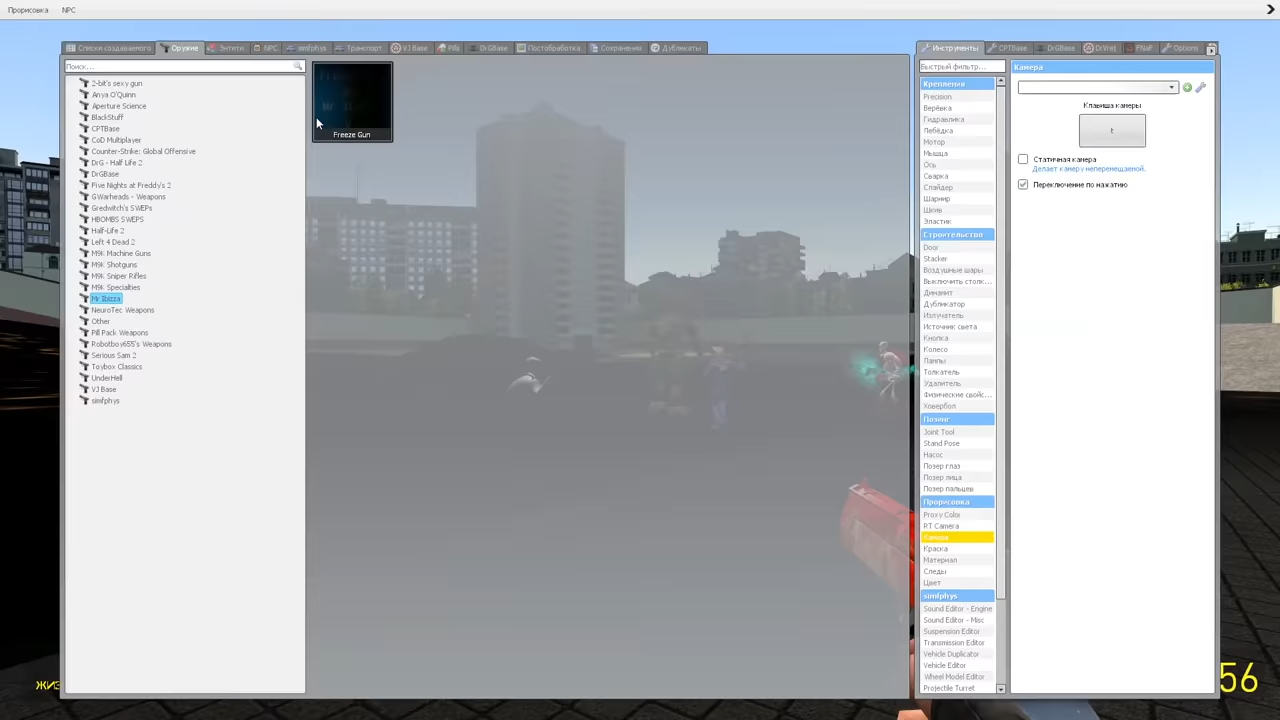 Прорисовка NPC
Списки создаваемого Оружие Энтити NPC simfphys Транспорт VJ Base Pills DrGBase Постобработка Сохранения Дубликаты
Инструменты CPTBase DrGBase DrVrej FNaF Options
Поиск...
2-bit's sexy gun
Anya O'Quinn
Aperture Science
BlackStuff
CPTBase
CoD Multiplayer
Counter-Strike: Global Offensive
DrG - Half Life 2
DrGBase
Five Nights at Freddy's 2
GWarheads - Weapons
Gredwitch's SWEPs
HBOMBS SWEPS
Half-Life 2
Left 4 Dead 2
M9K Machine Guns
M9K Shotguns
M9K Sniper Rifles
M9K Specialties
Mr Ibizza
NeuroTec Weapons
Other
Pill Pack Weapons
Robotboy655's Weapons
Serious Sam 2
Toybox Classics
UnderHell
VJ Base
simfphys
Freeze Gun
Быстрый фильтр...
Крепления
Precision
Верёвка
Гидравлика
Лебёдка
Мотор
Мышца
Ось
Сварка
Слайдер
Шарнир
Шкив
Эластик
Строительство
Door
Stacker
Воздушные шары
Выключить столк...
Динамит
Дубликатор
Излучатель
Источник света
Кнопка
Колесо
Лампы
Толкатель
Удалитель
Физические свойс...
Ховербол
Позинг
Joint Tool
Stand Pose
Насос
Позер глаз
Позер лица
Позер пальцев
Прорисовка
Proxy Color
RT Camera
Камера
Краска
Материал
Следы
Цвет
simfphys
Sound Editor - Engine
Sound Editor - Misc
Suspension Editor
Transmission Editor
Vehicle Duplicator
Vehicle Editor
Wheel Model Editor
Projectile Turret
Камера
Клавиша камеры
t
Статичная камера
Делает камеру неперемещаемой.
Переключение по нажатию
56